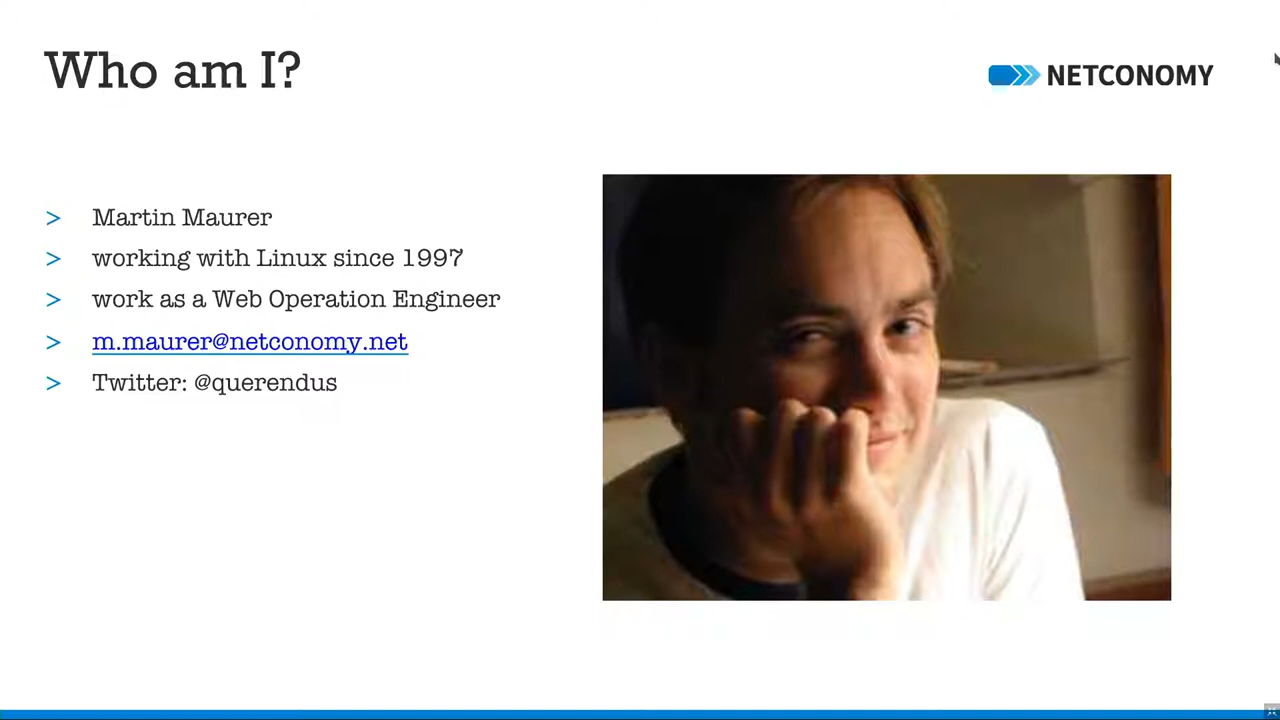 Who am I?
NETCONOMY
> Martin Maurer
> working with Linux since 1997
> work as a Web Operation Engineer
> m.maurer@netconomy.net
> Twitter: @querendus